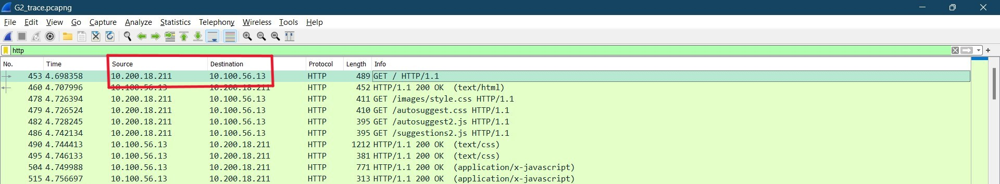 G2_trace.pcapng
File Edit View Go Capture Analyze Statistics Telephony Wireless Tools Help
http
No. Time Source Destination Protocol Length Info
453 4.698358 10.200.18.211 10.100.56.13 HTTP 489 GET / HTTP/1.1
460 4.707996 10.100.56.13 10.200.18.211 HTTP 452 HTTP/1.1 200 OK (text/html)
478 4.726394 10.200.18.211 10.100.56.13 HTTP 411 GET /images/style.css HTTP/1.1
479 4.726524 10.200.18.211 10.100.56.13 HTTP 410 GET /autosuggest.css HTTP/1.1
482 4.728245 10.200.18.211 10.100.56.13 HTTP 395 GET /autosuggest2.js HTTP/1.1
486 4.742134 10.200.18.211 10.100.56.13 HTTP 395 GET /suggestions2.js HTTP/1.1
490 4.744413 10.100.56.13 10.200.18.211 HTTP 1212 HTTP/1.1 200 OK (text/css)
495 4.746133 10.100.56.13 10.200.18.211 HTTP 381 HTTP/1.1 200 OK (text/css)
504 4.749988 10.100.56.13 10.200.18.211 HTTP 771 HTTP/1.1 200 OK (application/x-javascript)
515 4.756697 10.100.56.13 10.200.18.211 HTTP 313 HTTP/1.1 200 OK (application/x-javascript)